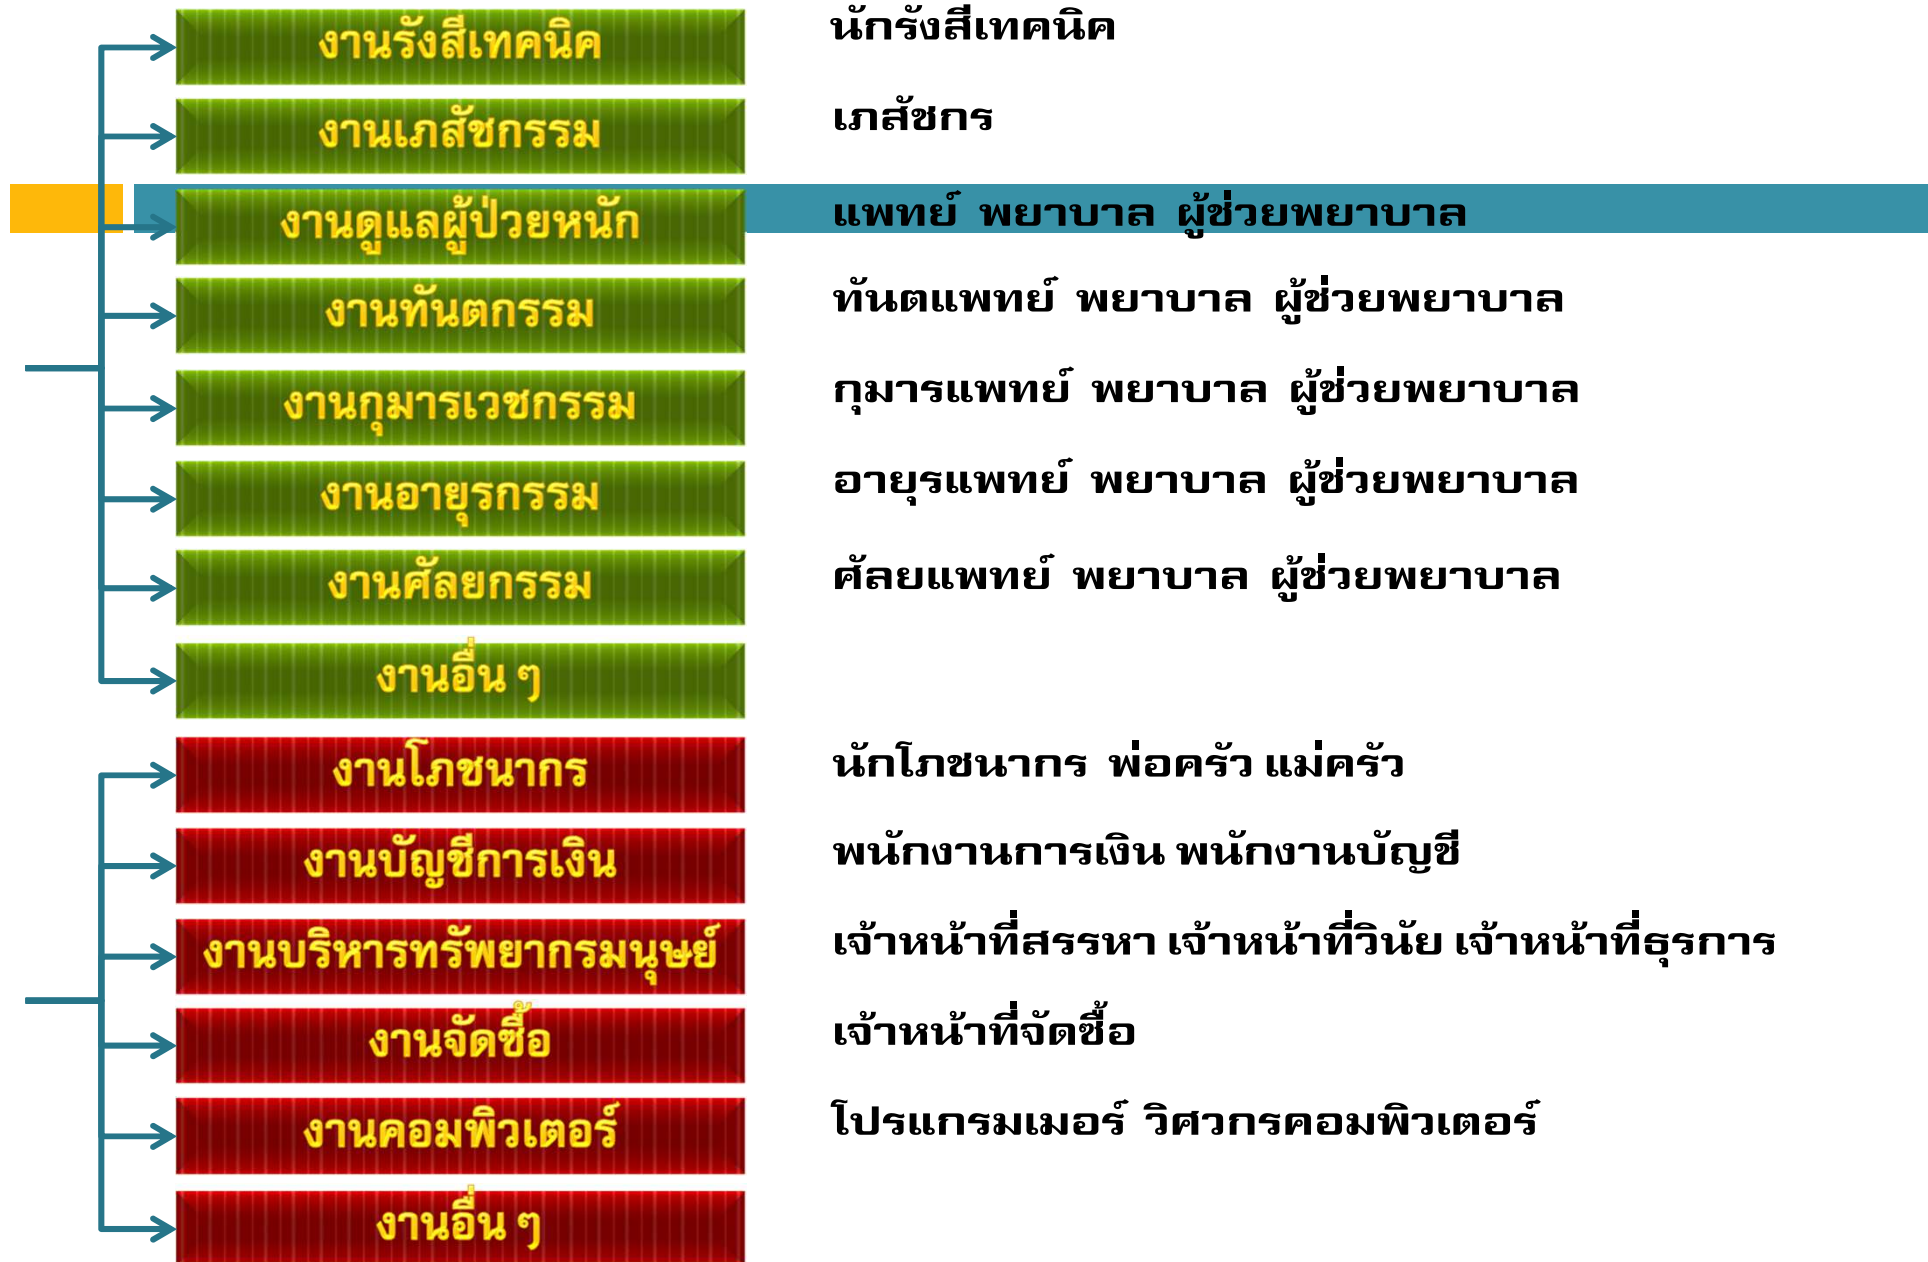 งานรังสีเทคนิค นักรังสีเทคนิค
งานเภสัชกรรม เภสัชกร
งานดูแลผู้ป่วยหนัก แพทย์ พยาบาล ผู้ช่วยพยาบาล
งานทันตกรรม ทันตแพทย์ พยาบาล ผู้ช่วยพยาบาล
งานกุมารเวชกรรม กุมารแพทย์ พยาบาล ผู้ช่วยพยาบาล
งานอายุรกรรม อายุรแพทย์ พยาบาล ผู้ช่วยพยาบาล
งานศัลยกรรม ศัลยแพทย์ พยาบาล ผู้ช่วยพยาบาล
งานอื่น ๆ
งานโภชนากร นักโภชนากร พ่อครัว แม่ครัว
งานบัญชีการเงิน พนักงานการเงิน พนักงานบัญชี
งานบริหารทรัพยากรมนุษย์ เจ้าหน้าที่สรรหา เจ้าหน้าที่วินัย เจ้าหน้าที่ธุรการ
งานจัดซื้อ เจ้าหน้าที่จัดซื้อ
งานคอมพิวเตอร์ โปรแกรมเมอร์ วิศวกรคอมพิวเตอร์
งานอื่น ๆ